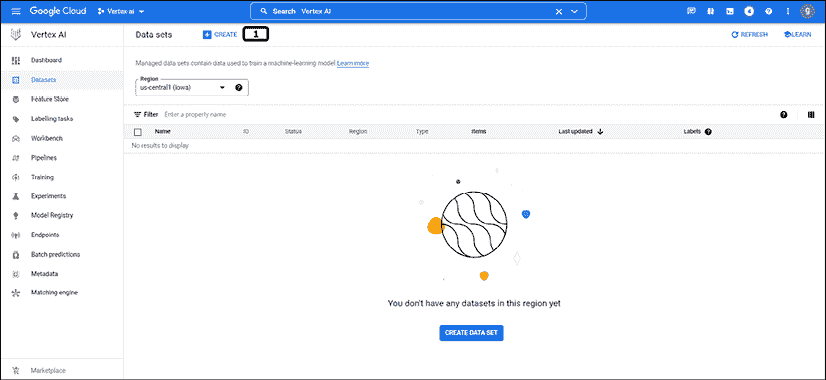 Google Cloud Vertex-ai Search Vertex AI 4
Vertex AI Data sets CREATE 1 REFRESH LEARN
Dashboard
Datasets
Feature Store
Labelling tasks
Workbench
Pipelines
Training
Experiments
Model Registry
Endpoints
Batch predictions
Metadata
Matching engine
Marketplace
Managed data sets contain data used to train a machine-learning model Learn more
Region
us-central1 (Iowa)
Filter Enter a property name
Name ID Status Region Type Items Last updated Labels
No results to display
You don't have any datasets in this region yet
CREATE DATA SET